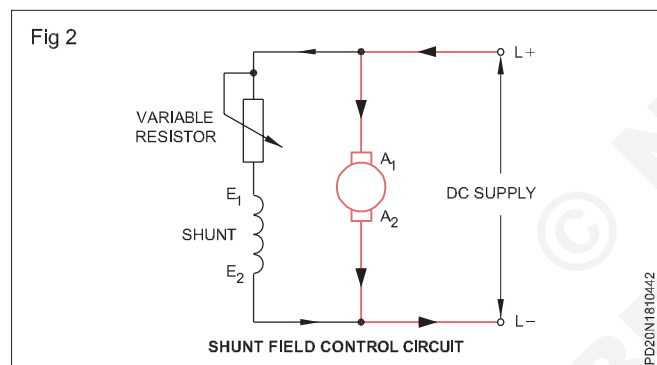 Fig 2
L+
VARIABLE
RESISTOR
A1
A2
DC SUPPLY
E1
SHUNT
E2
L–
SHUNT FIELD CONTROL CIRCUIT
PD20N1810442
©